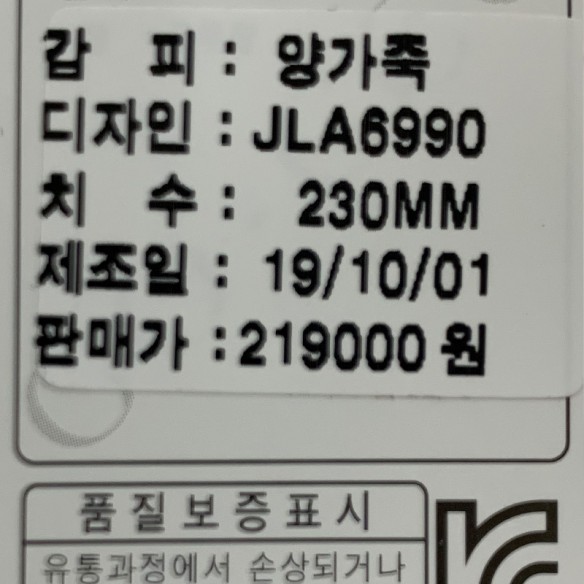 감 피 : 양가죽
디자인 : JLA6990
치 수 : 230MM
제조일 : 19/10/01
판매가 : 219000 원
품질보증표시
유통과정에서 손상되거나